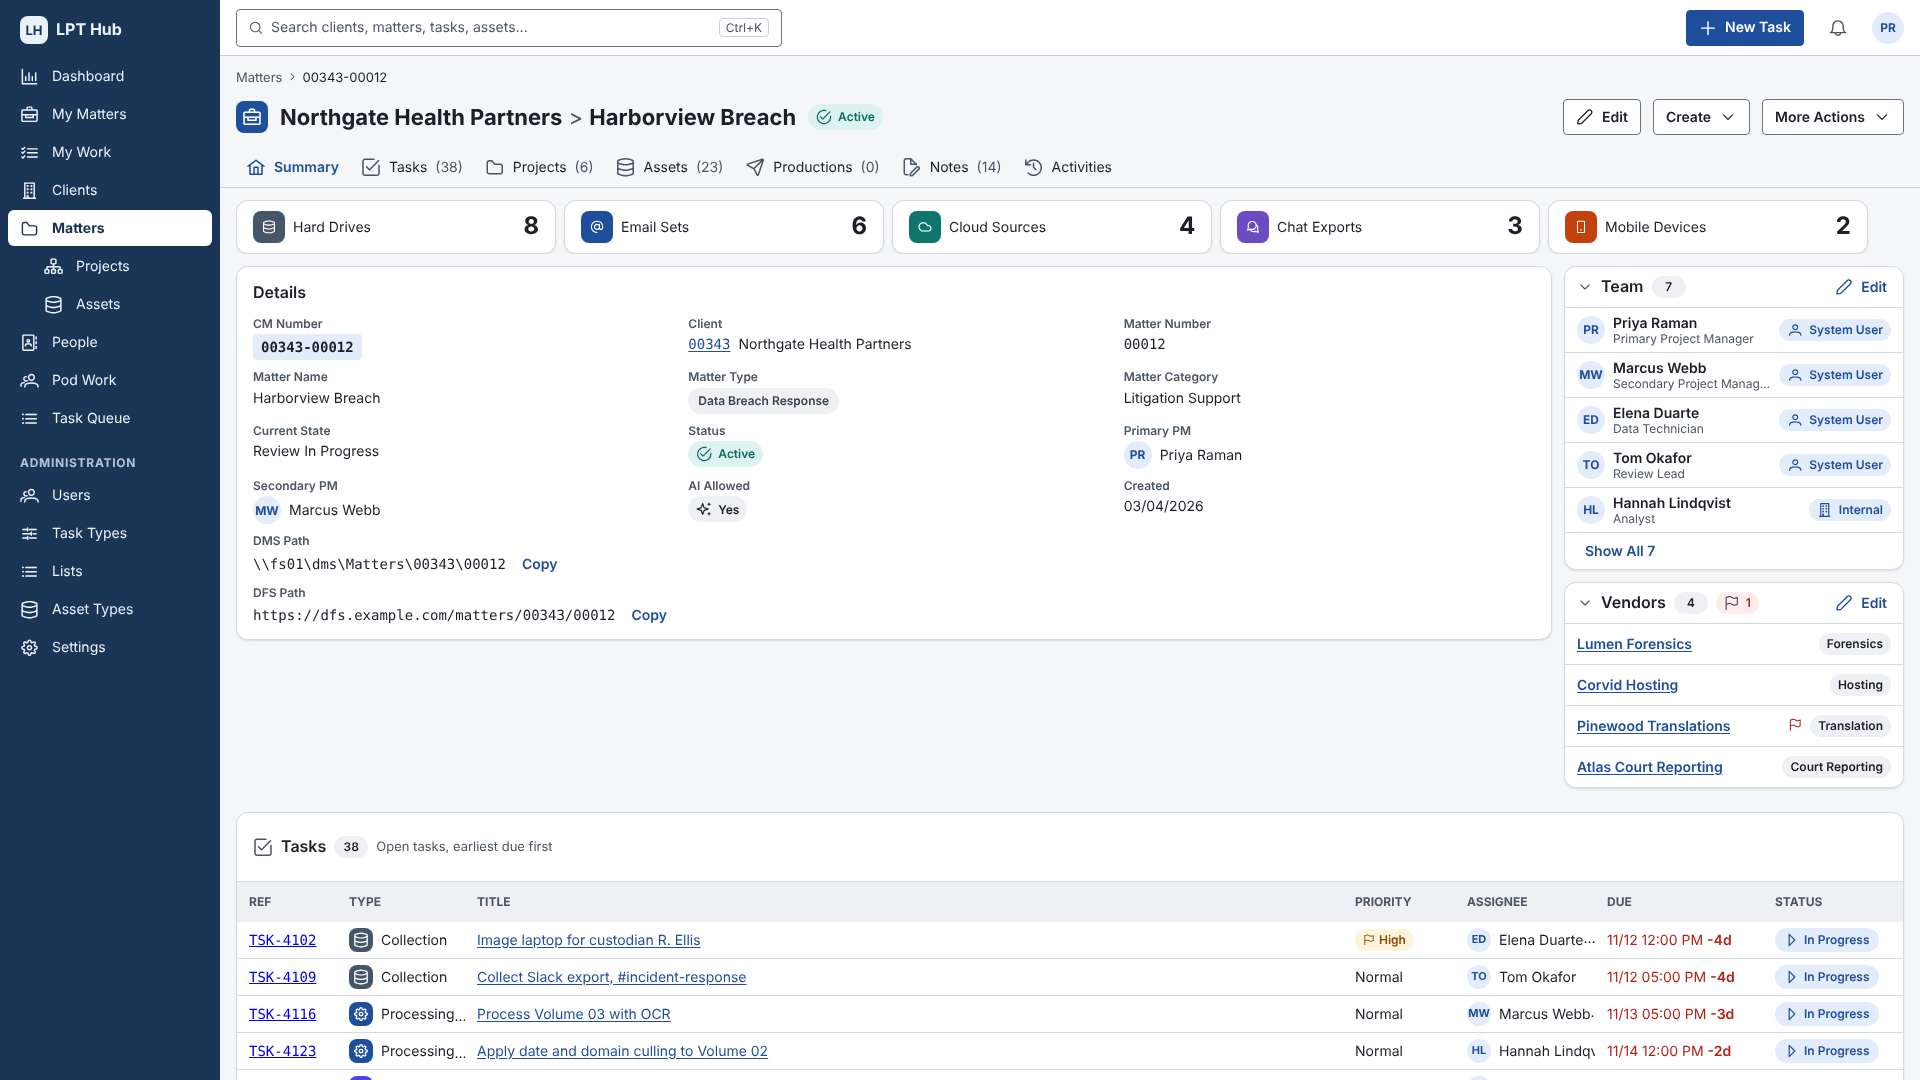 LH LPT Hub
Search clients, matters, tasks, assets... Ctrl+K
New Task
PR
Dashboard
My Matters
My Work
Clients
Matters
Projects
Assets
People
Pod Work
Task Queue
ADMINISTRATION
Users
Task Types
Lists
Asset Types
Settings
Matters > 00343-00012
Northgate Health Partners > Harborview Breach Active
Edit Create More Actions
Summary Tasks (38) Projects (6) Assets (23) Productions (0) Notes (14) Activities
Hard Drives 8
Email Sets 6
Cloud Sources 4
Chat Exports 3
Mobile Devices 2
Details
CM Number Client Matter Number
00343-00012 00343 Northgate Health Partners 00012
Matter Name Matter Type Matter Category
Harborview Breach Data Breach Response Litigation Support
Current State Status Primary PM
Review In Progress Active PR Priya Raman
Secondary PM AI Allowed Created
MW Marcus Webb Yes 03/04/2026
DMS Path
\\fs01\dms\Matters\00343\00012 Copy
DFS Path
https://dfs.example.com/matters/00343/00012 Copy
Team 7 Edit
PR Priya Raman System User
Primary Project Manager
MW Marcus Webb System User
Secondary Project Manag...
ED Elena Duarte System User
Data Technician
TO Tom Okafor System User
Review Lead
HL Hannah Lindqvist Internal
Analyst
Show All 7
Vendors 4 1 Edit
Lumen Forensics Forensics
Corvid Hosting Hosting
Pinewood Translations Translation
Atlas Court Reporting Court Reporting
Tasks 38 Open tasks, earliest due first
REF TYPE TITLE PRIORITY ASSIGNEE DUE STATUS
TSK-4102 Collection Image laptop for custodian R. Ellis High ED Elena Duarte... 11/12 12:00 PM -4d In Progress
TSK-4109 Collection Collect Slack export, #incident-response Normal TO Tom Okafor 11/12 05:00 PM -4d In Progress
TSK-4116 Processing... Process Volume 03 with OCR Normal MW Marcus Webb 11/13 05:00 PM -3d In Progress
TSK-4123 Processing... Apply date and domain culling to Volume 02 Normal HL Hannah Lindqv 11/14 12:00 PM -2d In Progress